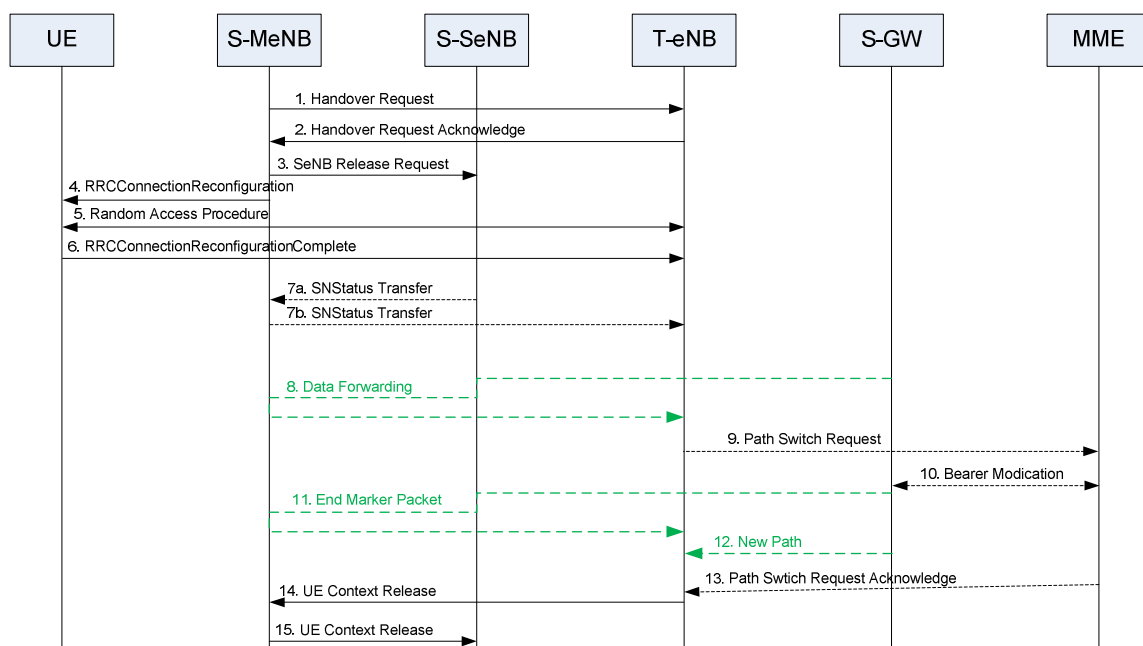 UE
S-MeNB
S-SeNB
T-eNB
S-GW
MME
1. Handover Request
2. Handover Request Acknowledge
3. SeNB Release Request
4. RRCConnectionReconfiguration
5. Random Access Procedure
6. RRCConnectionReconfigurationComplete
7a. SNStatus Transfer
7b. SNStatus Transfer
8. Data Forwarding
9. Path Switch Request
10. Bearer Modication
11. End Marker Packet
12. New Path
13. Path Swtich Request Acknowledge
14. UE Context Release
15. UE Context Release